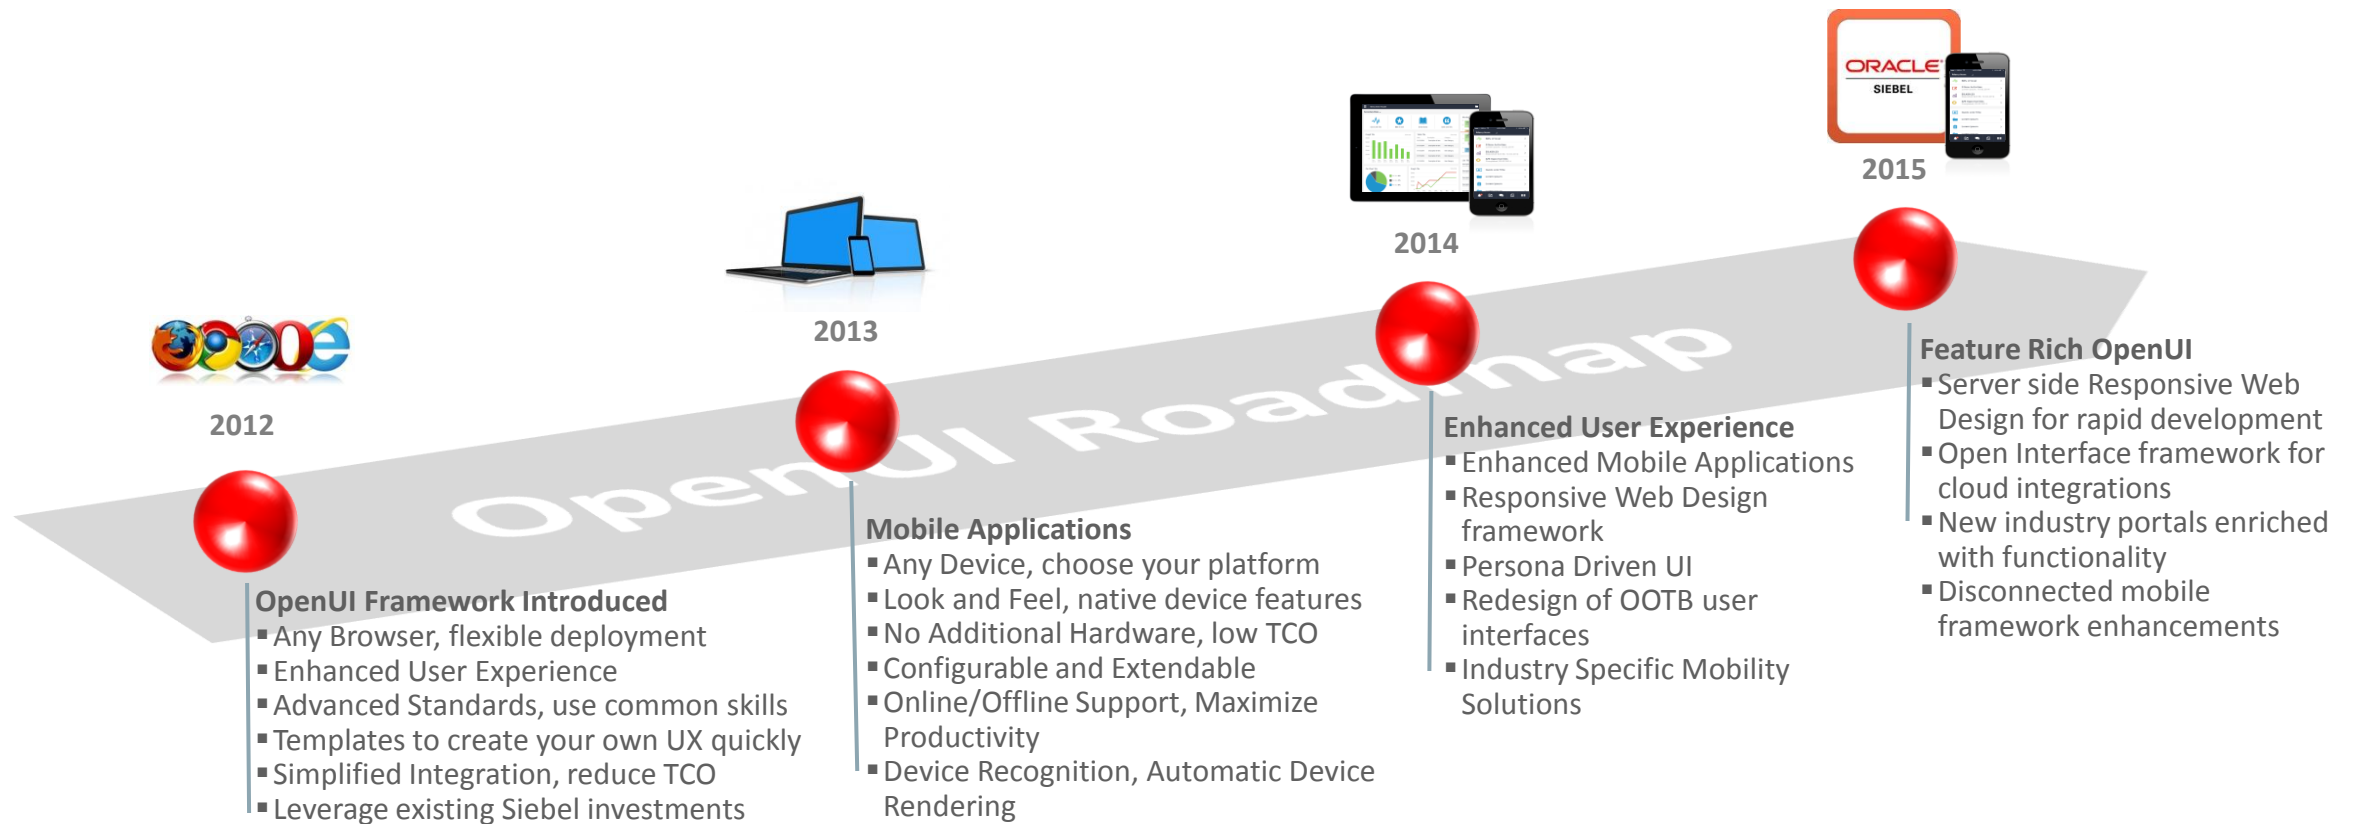 ORACLE
SIEBEL
2015
2014
2013
2012
OpenUI Roadmap
OpenUI Framework Introduced
▪Any Browser, flexible deployment
▪Enhanced User Experience
▪Advanced Standards, use common skills
▪Templates to create your own UX quickly
▪Simplified Integration, reduce TCO
▪Leverage existing Siebel investments
Mobile Applications
▪Any Device, choose your platform
▪Look and Feel, native device features
▪No Additional Hardware, low TCO
▪Configurable and Extendable
▪Online/Offline Support, Maximize
Productivity
▪Device Recognition, Automatic Device
Rendering
Enhanced User Experience
▪Enhanced Mobile Applications
▪Responsive Web Design
framework
▪Persona Driven UI
▪Redesign of OOTB user
interfaces
▪Industry Specific Mobility
Solutions
Feature Rich OpenUI
▪Server side Responsive Web
Design for rapid development
▪Open Interface framework for
cloud integrations
▪New industry portals enriched
with functionality
▪Disconnected mobile
framework enhancements